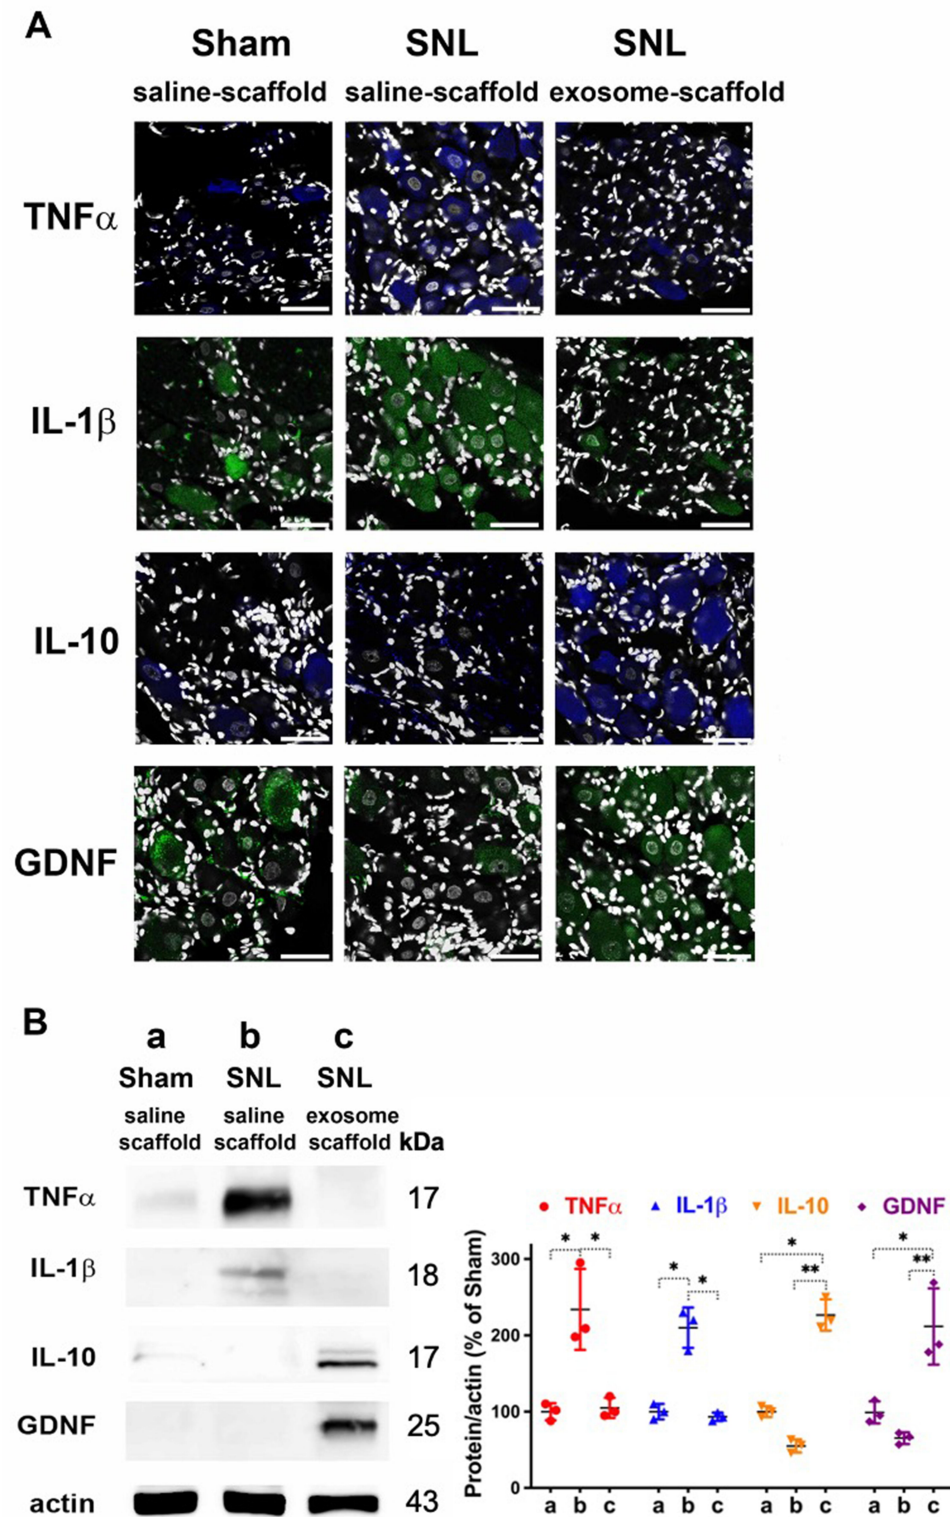 A
Sham SNL SNL
saline-scaffold saline-scaffold exosome-scaffold
TNFα
IL-1β
IL-10
GDNF
B
a b c
Sham SNL SNL
saline saline exosome
scaffold scaffold scaffold kDa
TNFα 17
IL-1β 18
IL-10 17
GDNF 25
actin 43
TNFα IL-1β IL-10 GDNF
* * * * * ** * **
Protein/actin (% of Sham)
300
200
100
0
a b c a b c a b c a b c